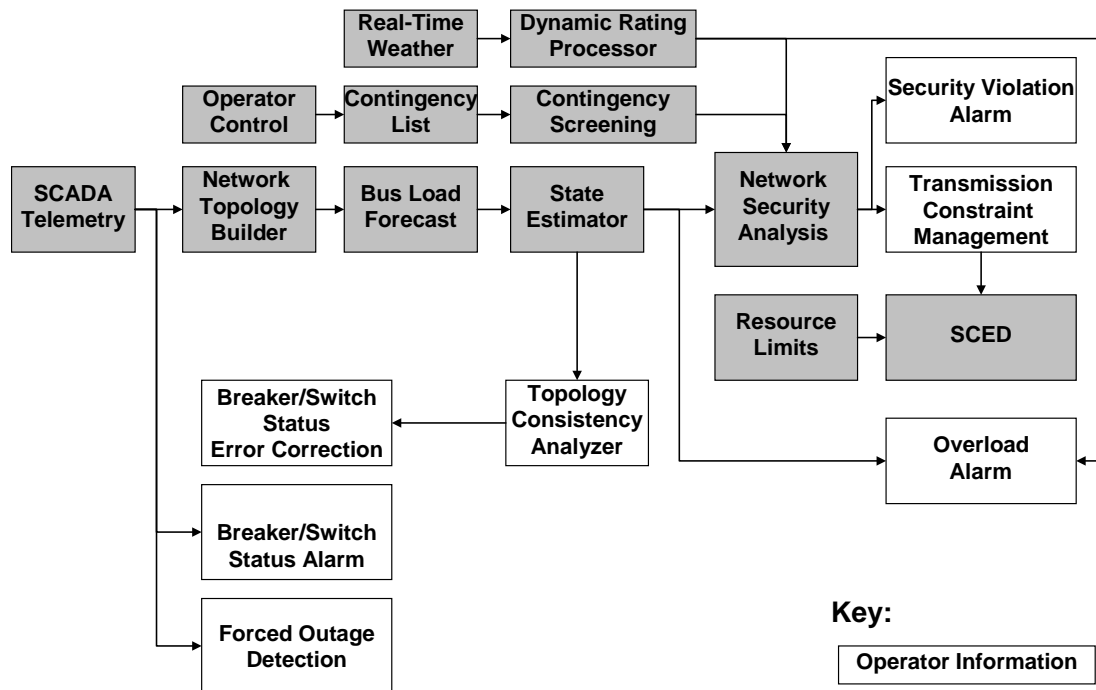 Real-Time
Weather
Dynamic Rating
Processor
Operator
Control
Contingency
List
Contingency
Screening
Security Violation
Alarm
SCADA
Telemetry
Network
Topology
Builder
Bus Load
Forecast
State
Estimator
Network
Security
Analysis
Transmission
Constraint
Management
Resource
Limits
SCED
Breaker/Switch
Status
Error Correction
Topology
Consistency
Analyzer
Overload
Alarm
Breaker/Switch
Status Alarm
Forced Outage
Detection
Key:
Operator Information